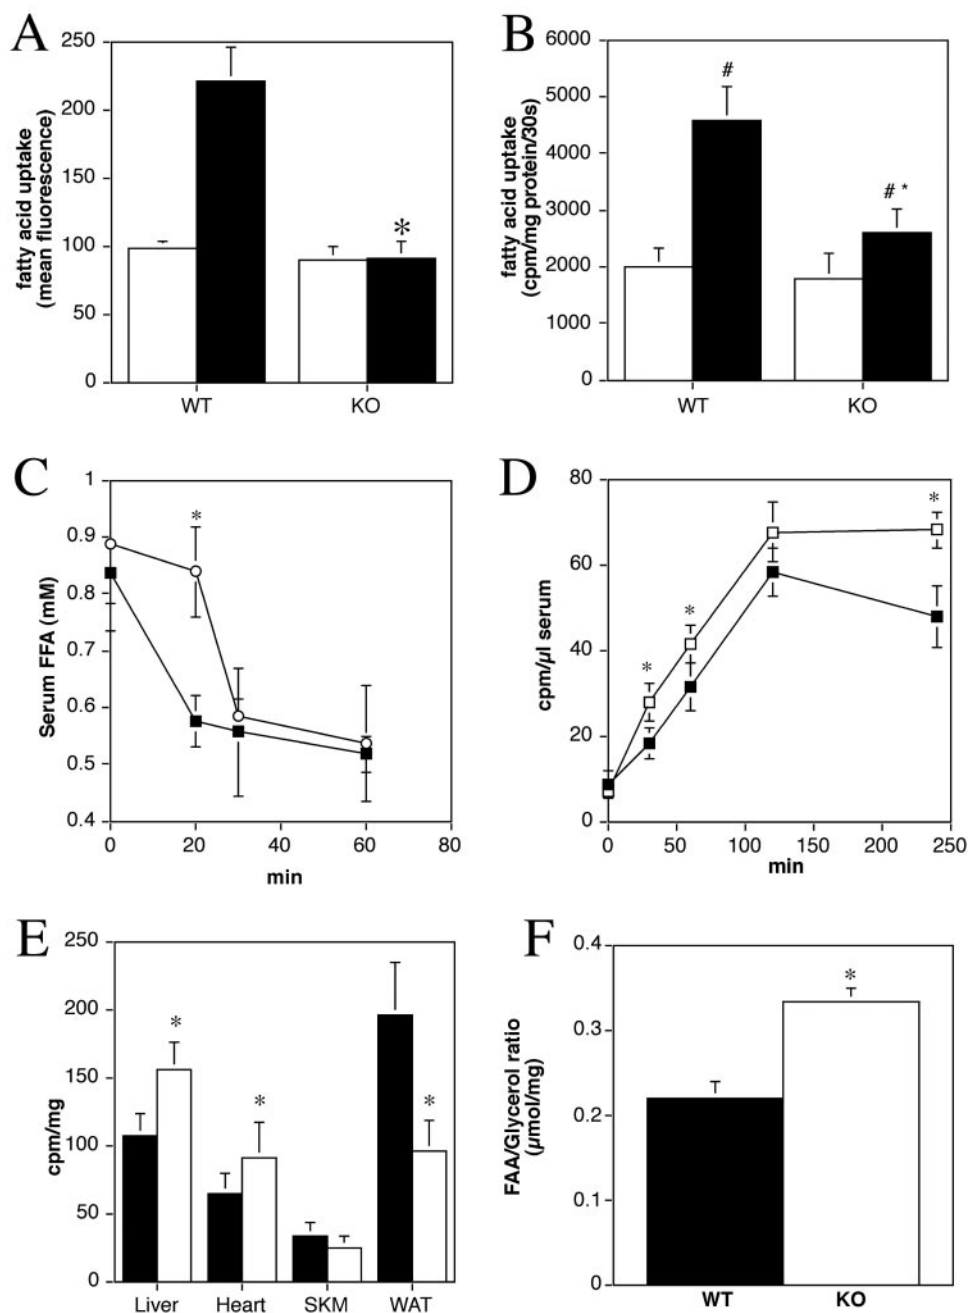 A
fatty acid uptake
(mean fluorescence)
250
200
150
100
50
0
*
WT KO
B
fatty acid uptake
(cpm/mg protein/30s)
6000
5000
4000
3000
2000
1000
0
#
# *
WT KO
C
Serum FFA (mM)
1
0.9
0.8
0.7
0.6
0.5
0.4
*
0 20 40 60 80
min
D
cpm/µl serum
80
60
40
20
0
*
*
*
0 50 100 150 200 250
min
E
cpm/mg
250
200
150
100
50
0
*
*
*
Liver Heart SKM WAT
F
FAA/Glycerol ratio
(µmol/mg)
0.4
0.3
0.2
0.1
0
*
WT KO